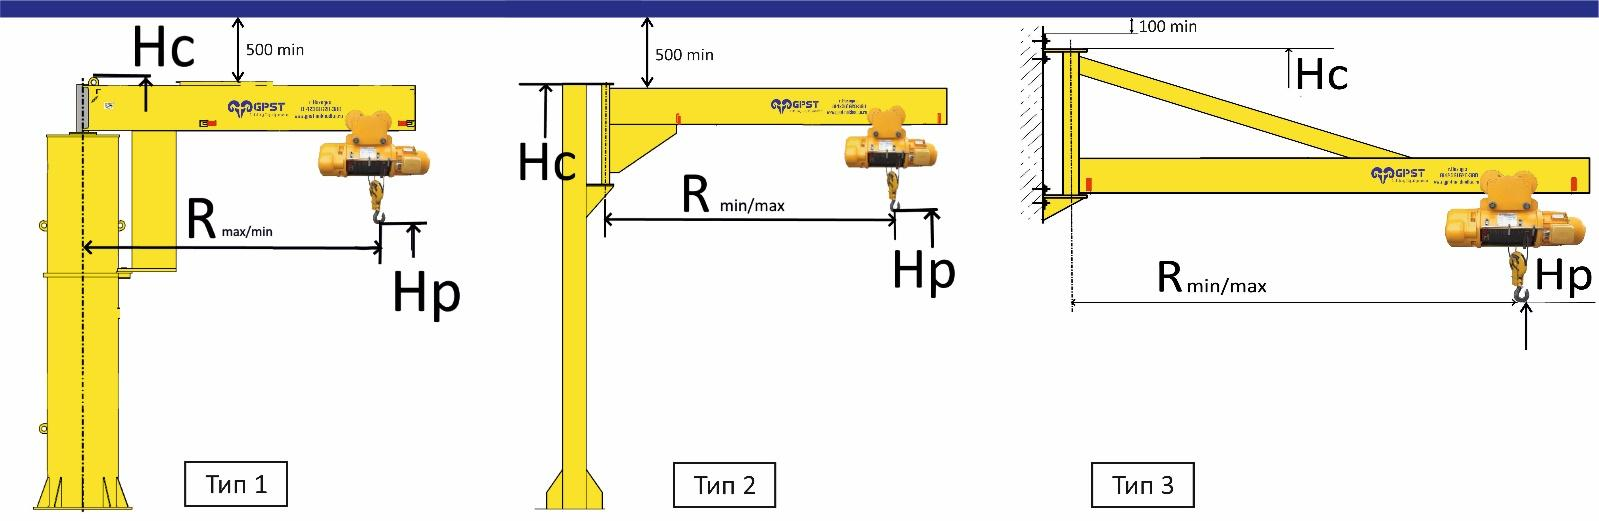 Hc
500 min
GPST
R max/min
Hp
Тип 1
500 min
GPST
Hc
R min/max
Hp
Тип 2
100 min
Hc
GPST
R min/max
Hp
Тип 3